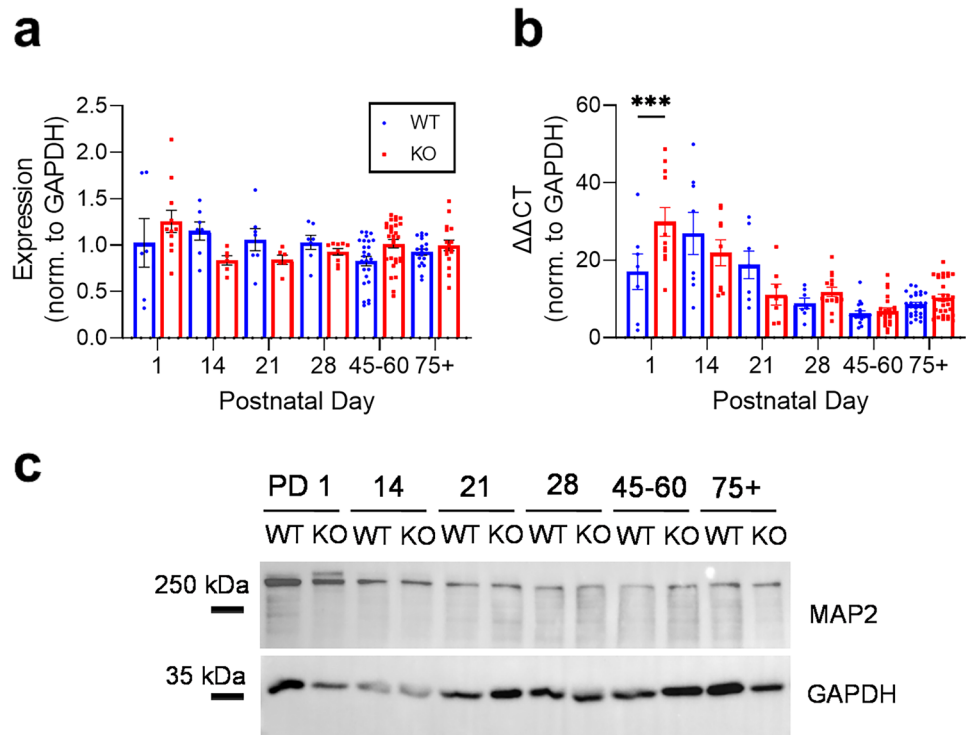 a
Expression
(norm. to GAPDH)
2.5
2.0
1.5
1.0
0.5
0.0
WT
KO
1 14 21 28 45-60 75+
Postnatal Day
b
ΔΔCT
(norm. to GAPDH)
60
40
20
0
***
1 14 21 28 45-60 75+
Postnatal Day
c
PD 1 14 21 28 45-60 75+
WT KO WT KO WT KO WT KO WT KO WT KO
250 kDa
MAP2
35 kDa
GAPDH